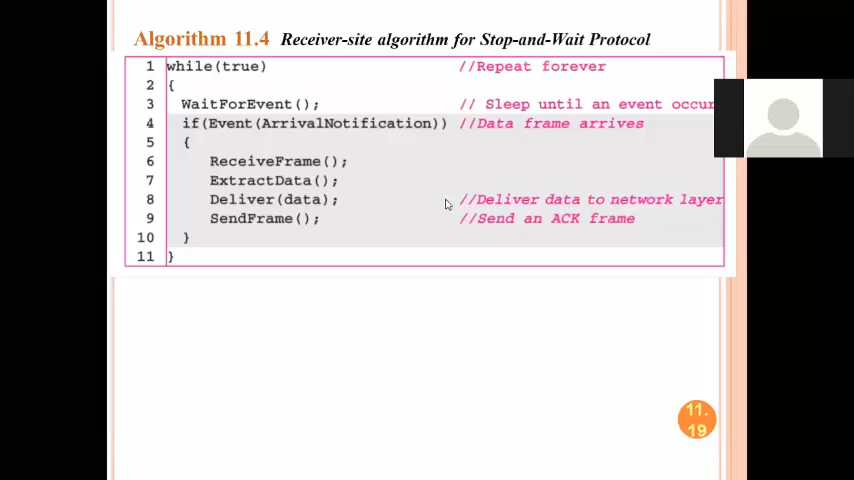 Algorithm 11.4 Receiver-site algorithm for Stop-and-Wait Protocol
1 while(true) //Repeat forever
2 {
3 WaitForEvent(); // Sleep until an event occur
4 if(Event(ArrivalNotification)) //Data frame arrives
5 {
6 ReceiveFrame();
7 ExtractData();
8 Deliver(data); //Deliver data to network layer
9 SendFrame(); //Send an ACK frame
10 }
11 }
11.
19